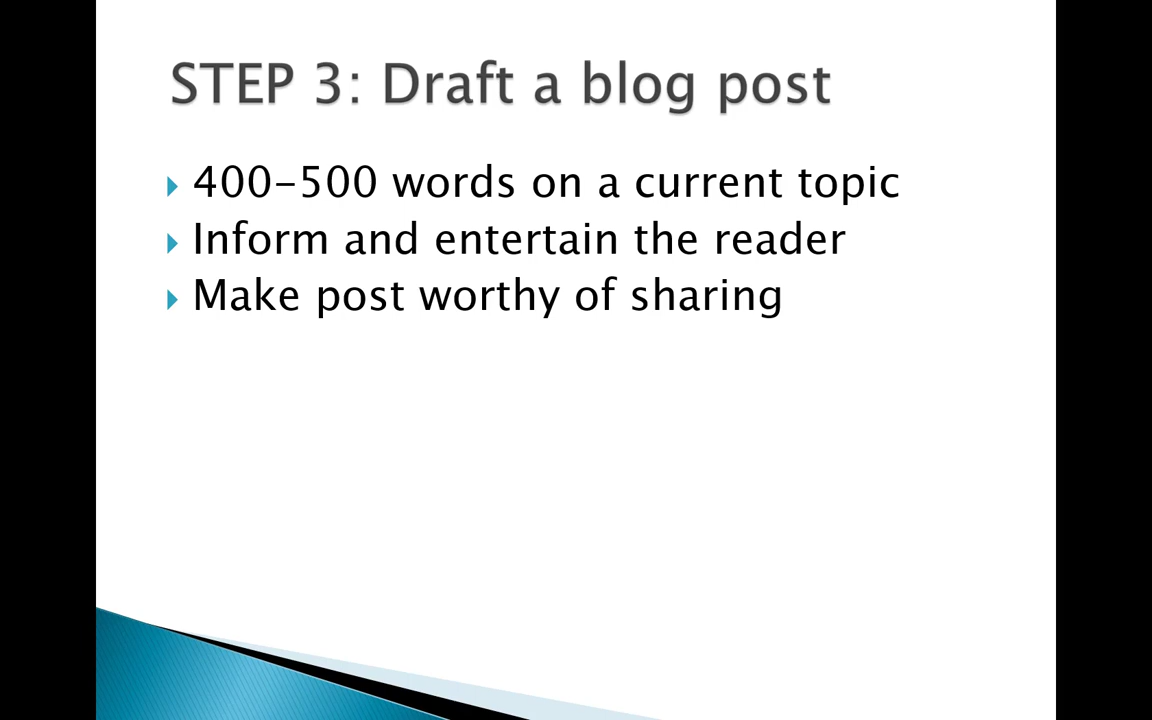 STEP 3: Draft a blog post
400-500 words on a current topic
Inform and entertain the reader
Make post worthy of sharing